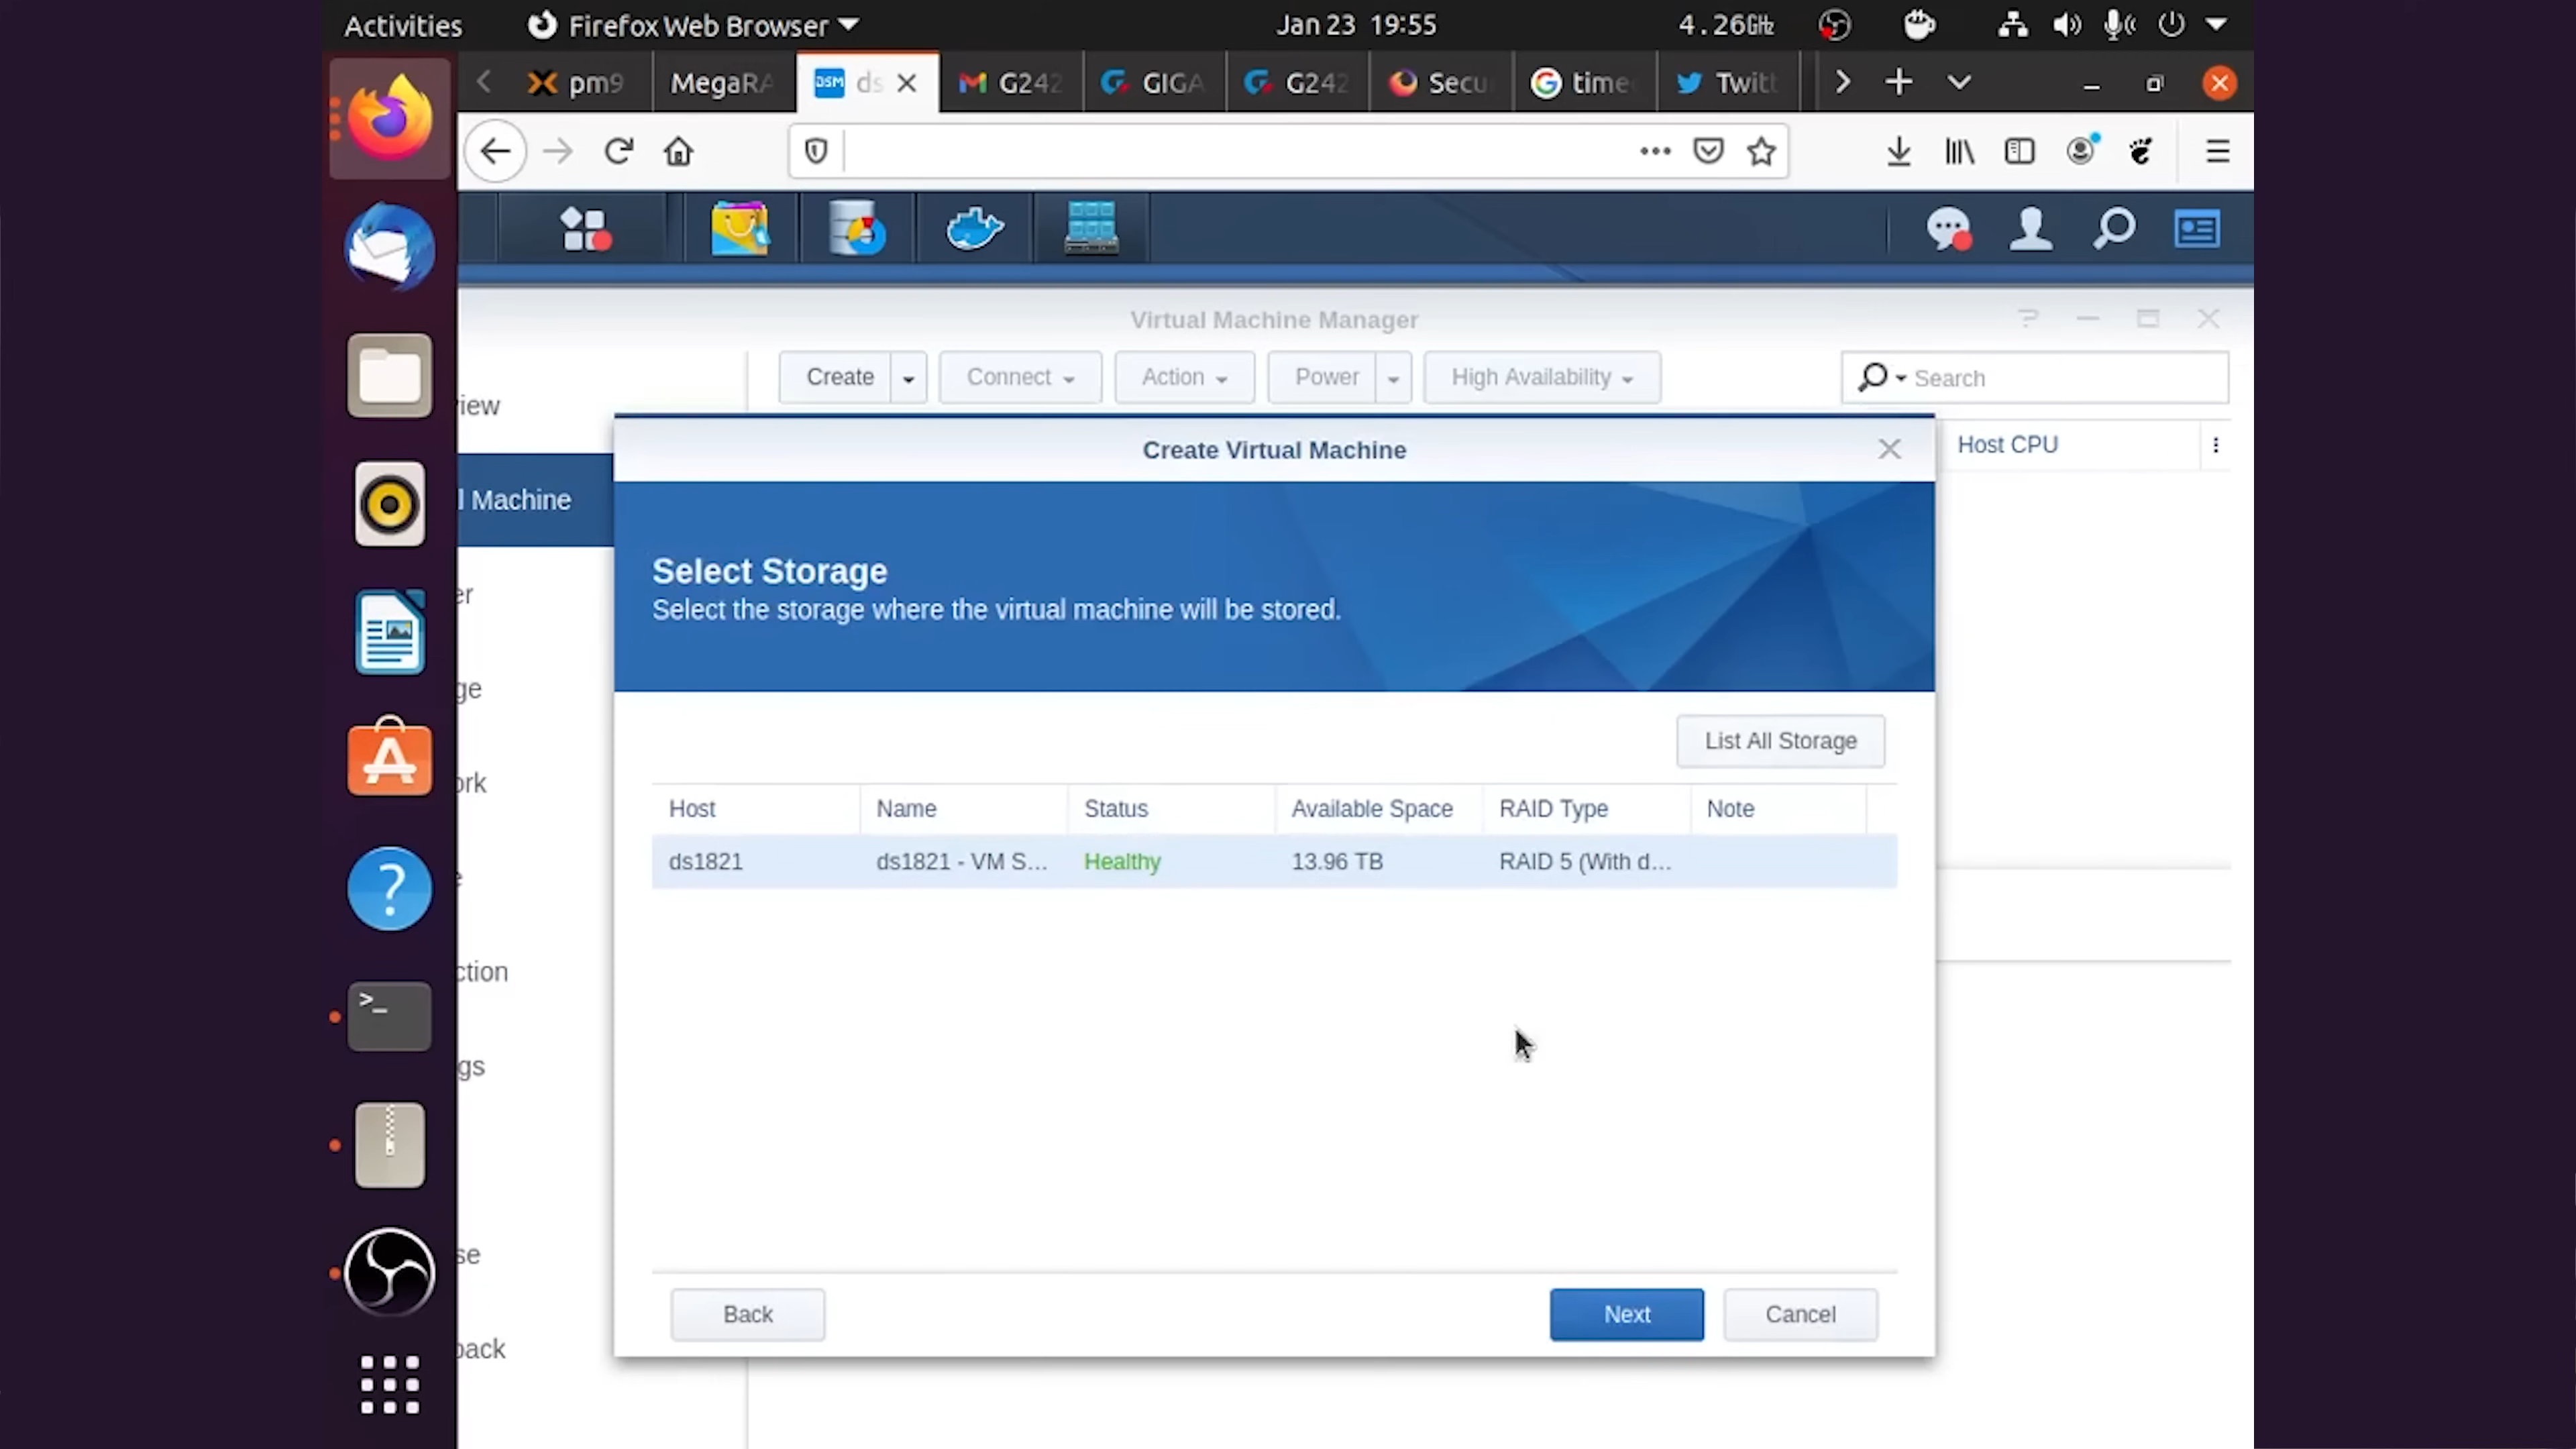 Activities Firefox Web Browser Jan 23 19:55 4.26GHz
pm9 MegaRA ds G242 GIGA G242 Secu time Twitt
Virtual Machine Manager
Create Connect Action Power High Availability Search
iew
Host CPU
Create Virtual Machine
l Machine
Select Storage
Select the storage where the virtual machine will be stored.
er
ge
List All Storage
ork
Host Name Status Available Space RAID Type Note
ds1821 ds1821 - VM S... Healthy 13.96 TB RAID 5 (With d...
ction
gs
se
Back Next Cancel
back